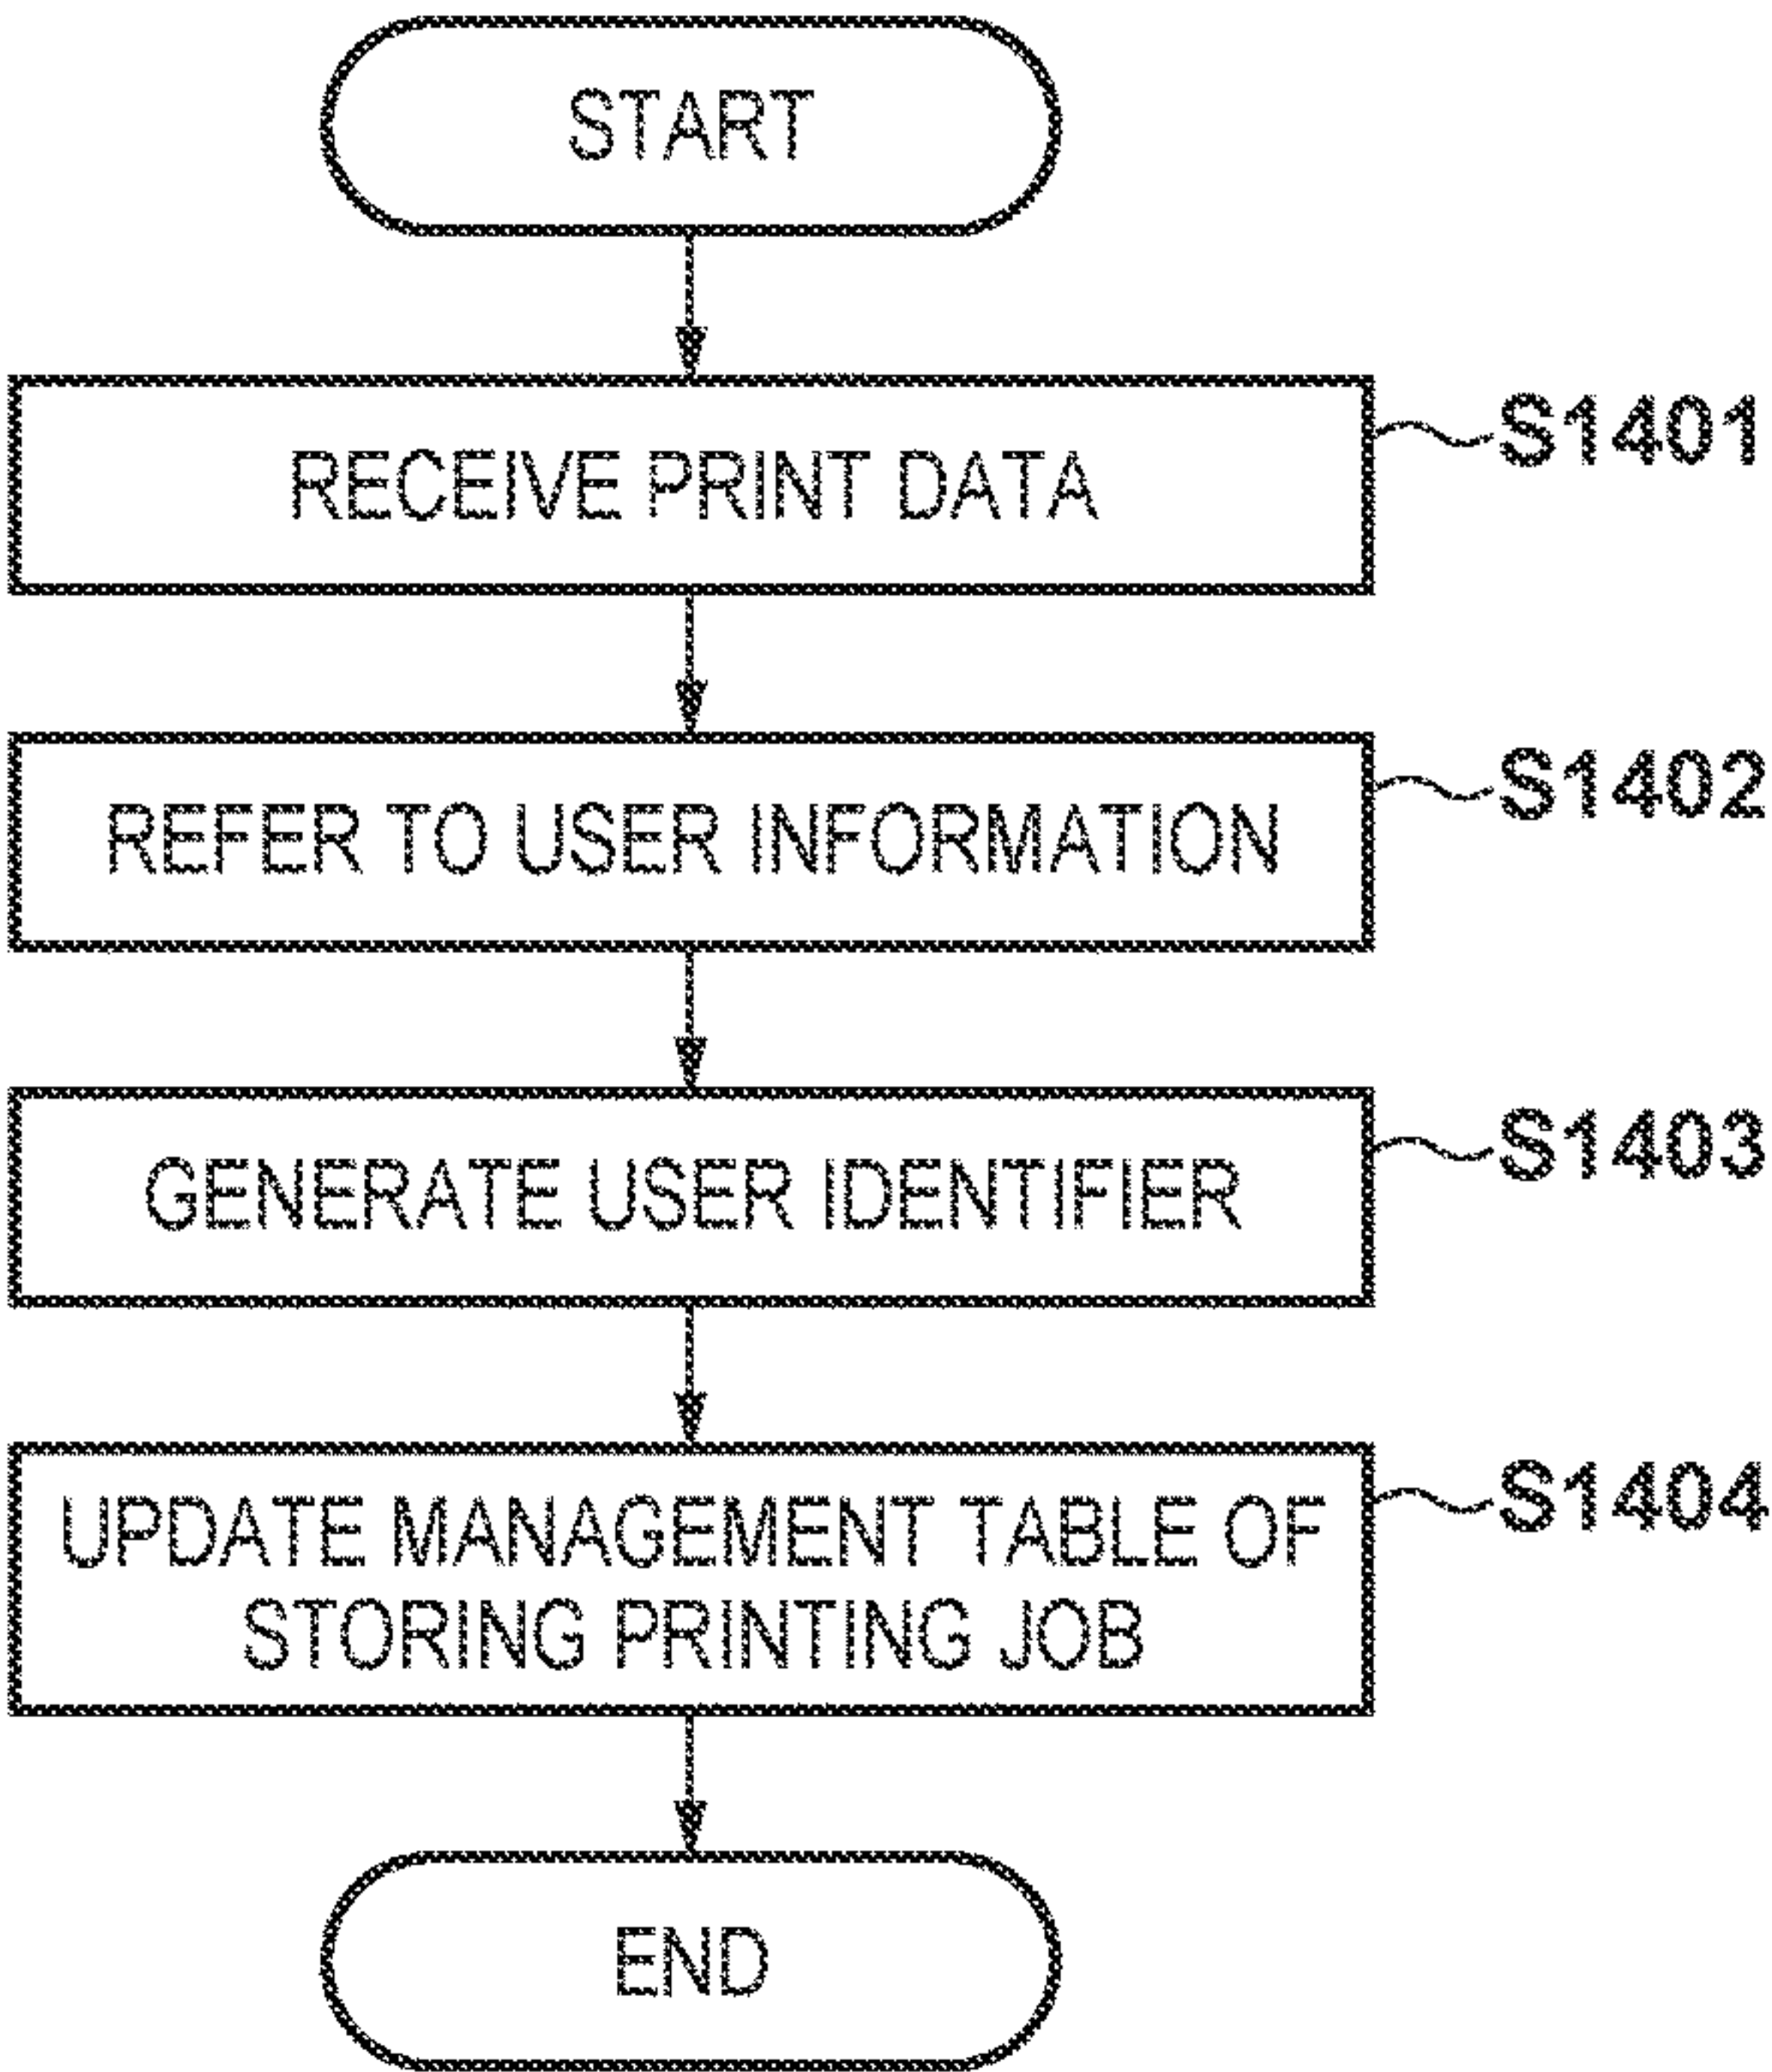 START
RECEIVE PRINT DATA
S1401
REFER TO USER INFORMATION
S1402
GENERATE USER IDENTIFIER
S1403
UPDATE MANAGEMENT TABLE OF
STORING PRINTING JOB
S1404
END